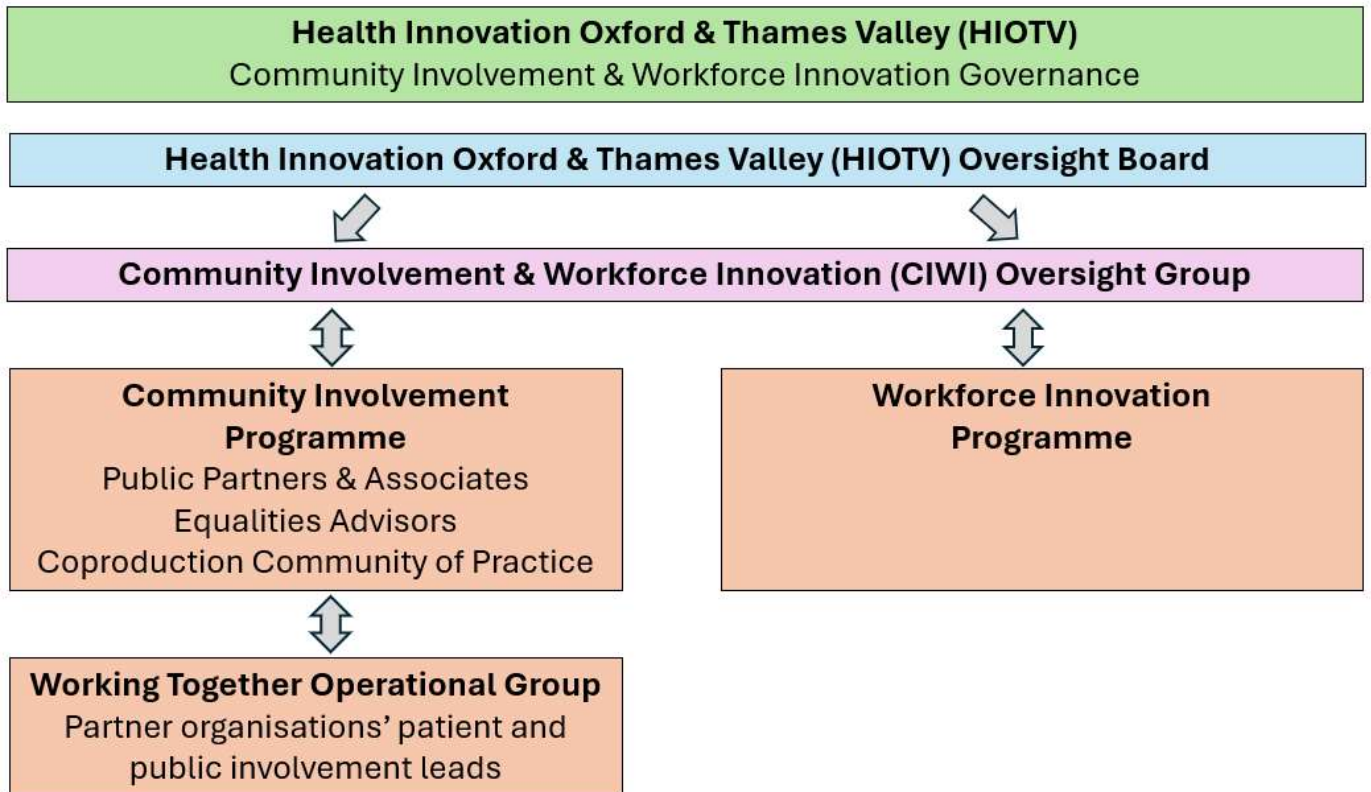 Health Innovation Oxford & Thames Valley (HIOTV)
Community Involvement & Workforce Innovation Governance
Health Innovation Oxford & Thames Valley (HIOTV) Oversight Board
Community Involvement & Workforce Innovation (CIWI) Oversight Group
Community Involvement
Programme
Public Partners & Associates
Equalities Advisors
Coproduction Community of Practice
Workforce Innovation
Programme
Working Together Operational Group
Partner organisations’ patient and
public involvement leads